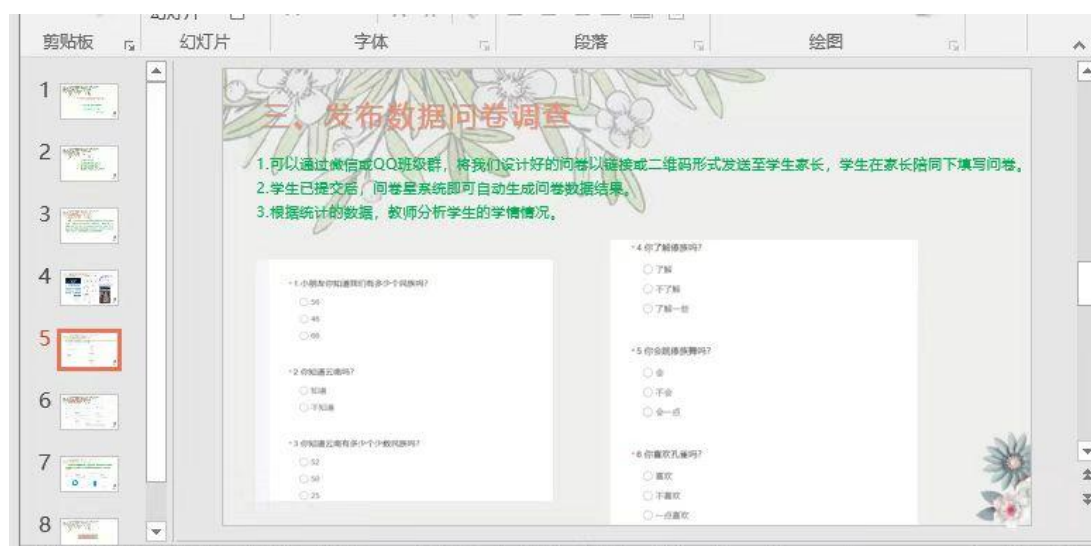 剪贴板 幻灯片 字体 段落 绘图
1
2
3
4
5
6
7
8
三、发布数据问卷调查
1.可以通过微信或QQ班级群，将我们设计好的问卷以链接或二维码形式发送至学生家长，学生在家长陪同下填写问卷。
2.学生已提交后，问卷星系统即可自动生成问卷数据结果。
3.根据统计的数据，教师分析学生的学情情况。
*1 小朋友你知道我们有多少个民族吗?
56
46
66
*2 你知道云南吗?
知道
不知道
*3 你知道云南有多少个少数民族吗?
52
50
25
*4 你了解傣族吗?
了解
不了解
了解一些
*5 你会跳傣族舞吗?
会
不会
会一点
*6 你喜欢孔雀吗?
喜欢
不喜欢
一点喜欢